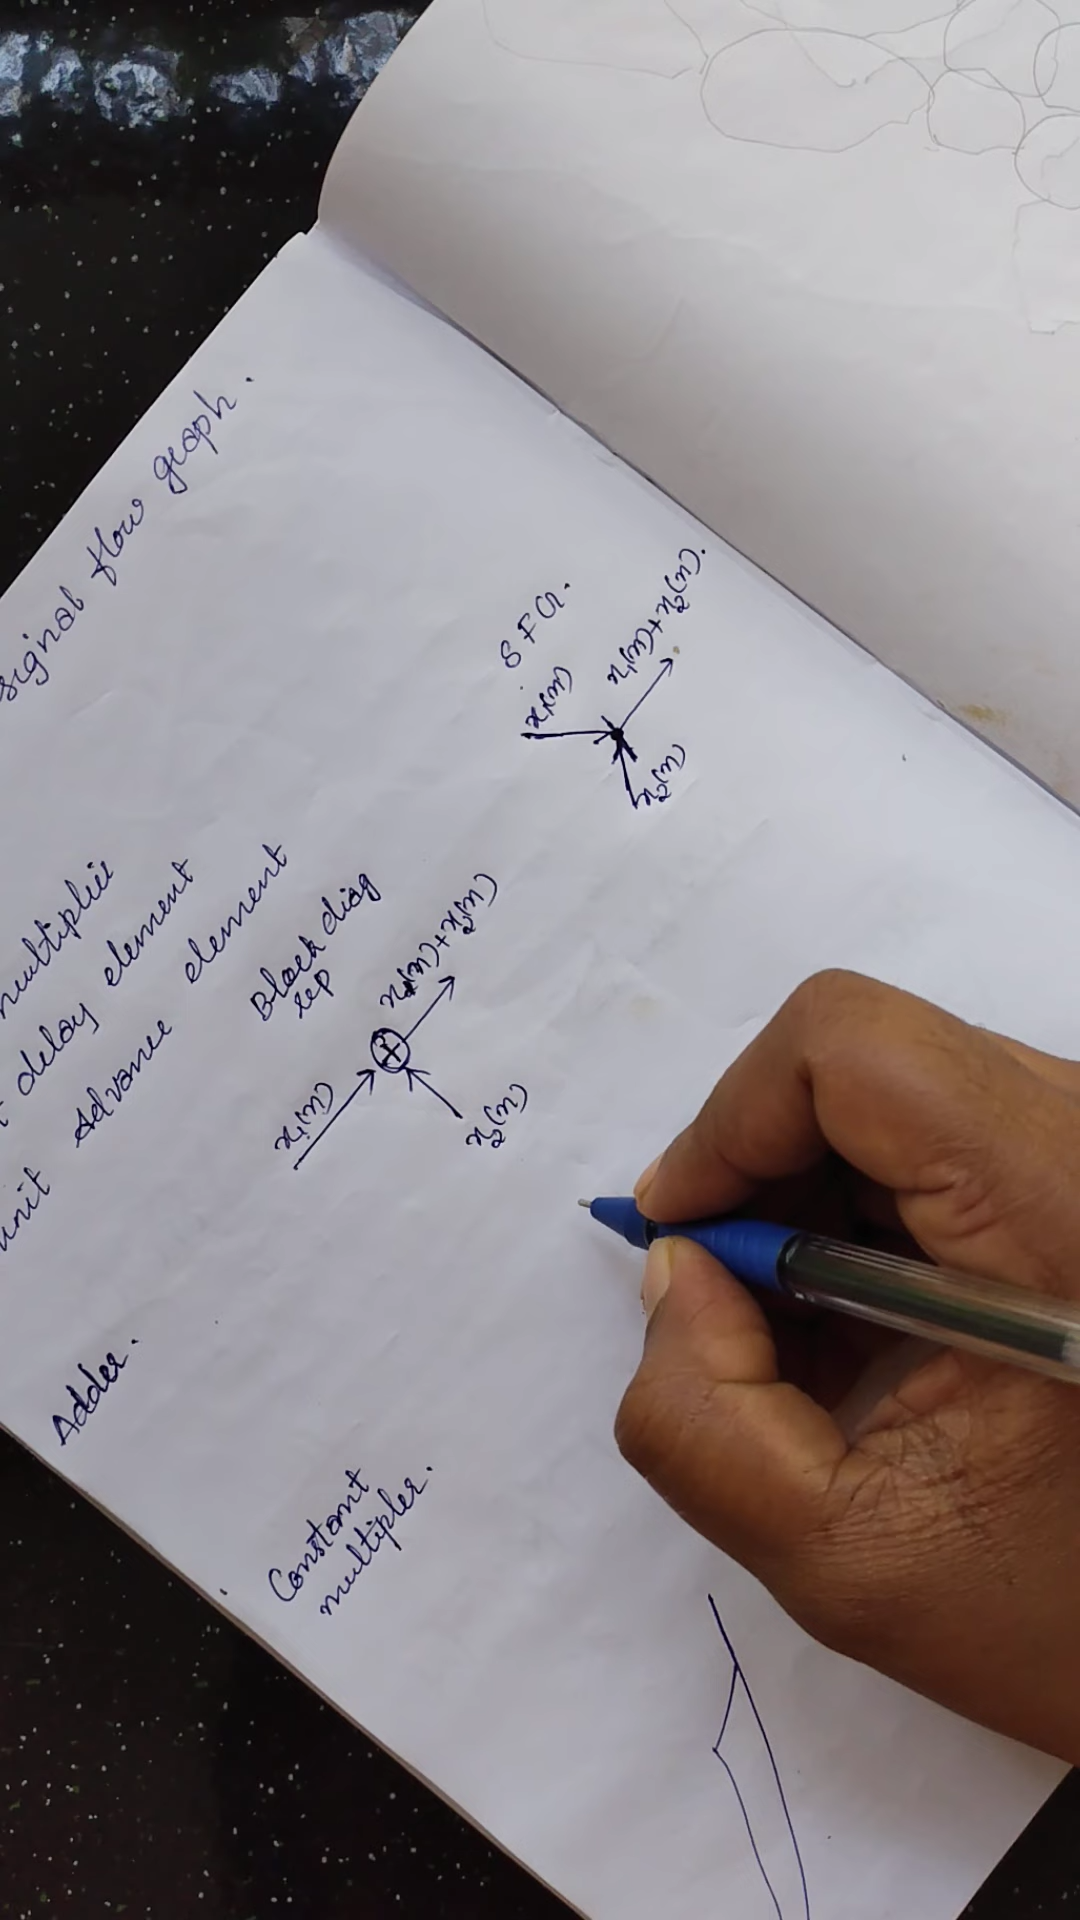 signal flow graph.
multiplier
delay element
unit Advance element
Block diag
rep
SFG.
Adder.
x₁(n)
x₁(n)+x₂(n)
x₂(n)
x₁(n)
x₁(n)+x₂(n).
x₂(n)
Constant
multipler.